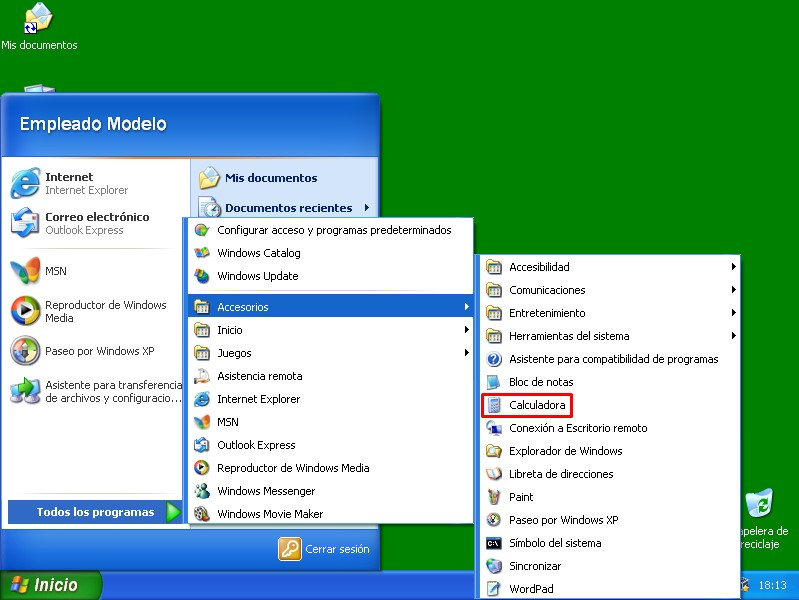 Mis documentos
Empleado Modelo
Internet
Internet Explorer
Correo electrónico
Outlook Express
MSN
Reproductor de Windows
Media
Paseo por Windows XP
Asistente para transferencia
de archivos y configuracio...
Todos los programas
Mis documentos
Documentos recientes
Configurar acceso y programas predeterminados
Windows Catalog
Windows Update
Accesorios
Inicio
Juegos
Asistencia remota
Internet Explorer
MSN
Outlook Express
Reproductor de Windows Media
Windows Messenger
Windows Movie Maker
Accesibilidad
Comunicaciones
Entretenimiento
Herramientas del sistema
Asistente para compatibilidad de programas
Bloc de notas
Calculadora
Conexión a Escritorio remoto
Explorador de Windows
Libreta de direcciones
Paint
Paseo por Windows XP
Símbolo del sistema
Sincronizar
WordPad
Cerrar sesión
apelera de
reciclaje
Inicio
18:13